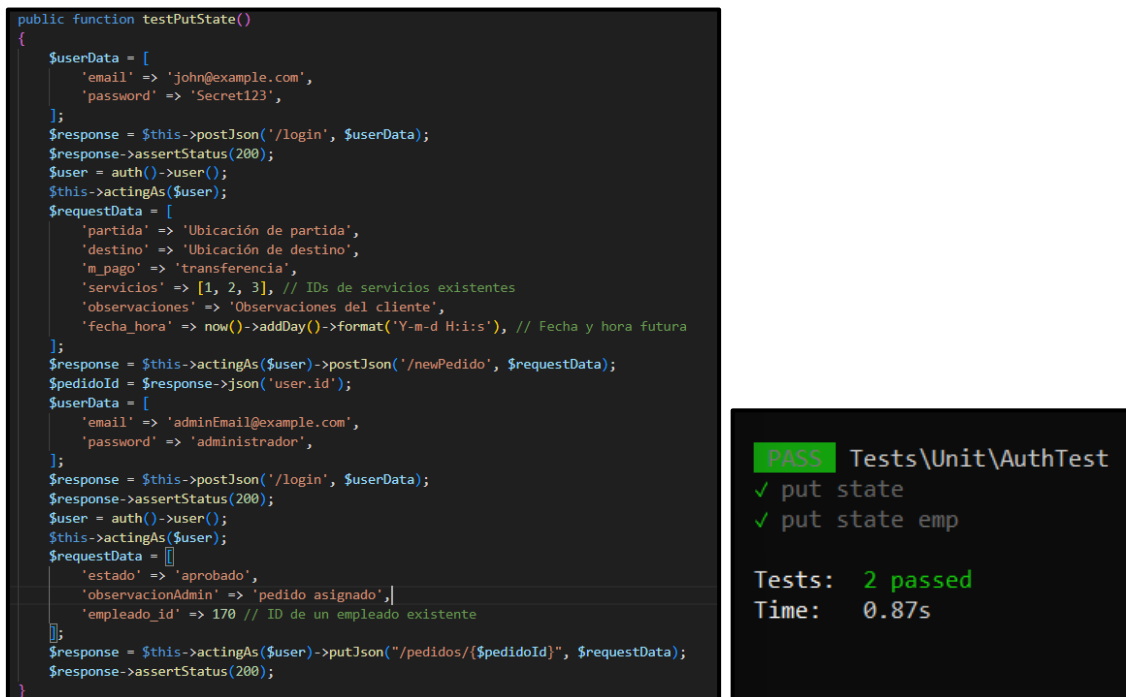 public function testPutState()
{
$userData = [
'email' => 'john@example.com',
'password' => 'Secret123',
];
$response = $this->postJson('/login', $userData);
$response->assertStatus(200);
$user = auth()->user();
$this->actingAs($user);
$requestData = [
'partida' => 'Ubicación de partida',
'destino' => 'Ubicación de destino',
'm_pago' => 'transferencia',
'servicios' => [1, 2, 3], // IDs de servicios existentes
'observaciones' => 'Observaciones del cliente',
'fecha_hora' => now()->addDay()->format('Y-m-d H:i:s'), // Fecha y hora futura
];
$response = $this->actingAs($user)->postJson('/newPedido', $requestData);
$pedidoId = $response->json('user.id');
$userData = [
'email' => 'adminEmail@example.com',
'password' => 'administrador',
];
$response = $this->postJson('/login', $userData);
$response->assertStatus(200);
$user = auth()->user();
$this->actingAs($user);
$requestData = [
'estado' => 'aprobado',
'observacionAdmin' => 'pedido asignado',
'empleado_id' => 170 // ID de un empleado existente
];
$response = $this->actingAs($user)->putJson("/pedidos/{$pedidoId}", $requestData);
$response->assertStatus(200);
}
PASS Tests\Unit\AuthTest
✓ put state
✓ put state emp
Tests: 2 passed
Time: 0.87s